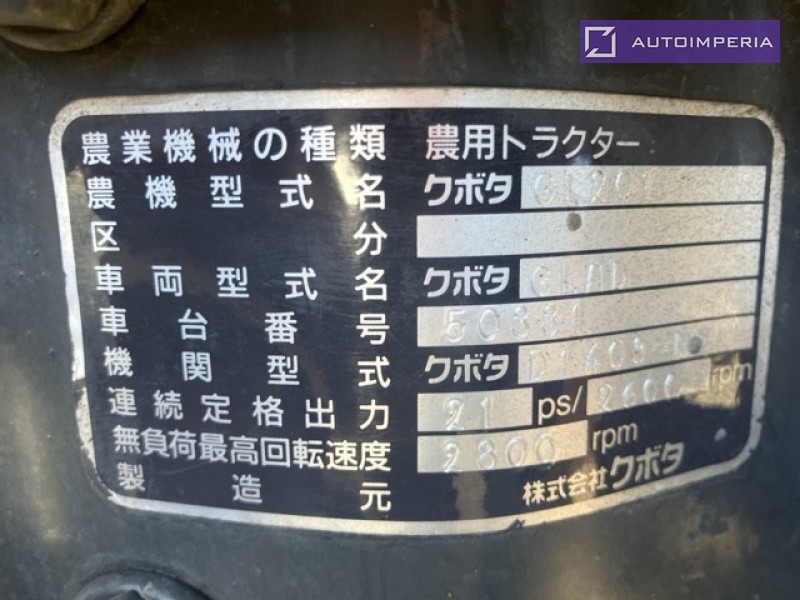 AUTOIMPERIA
農業機械の種類 農用トラクター
農機型式名 クボタ GL201
区分
車両型式名 クボタ
車台番号 50331
機関型式 クボタ
連続定格出力 21 ps/2600 rpm
無負荷最高回転速度 2800 rpm
製造元 株式会社クボタ